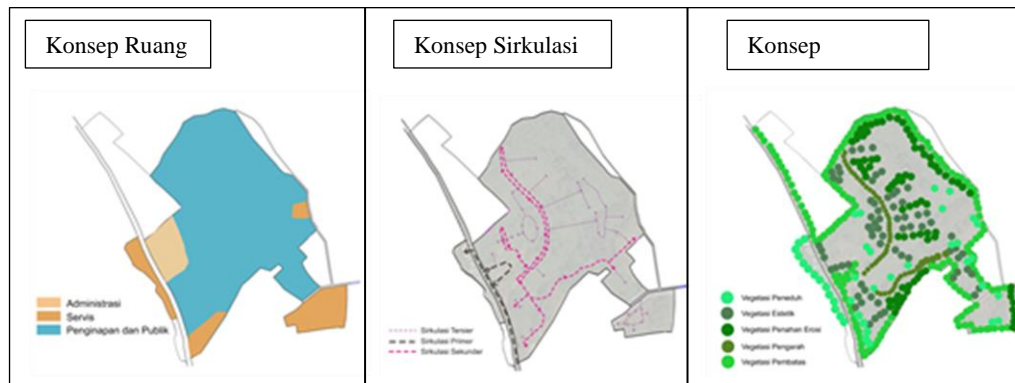 Konsep Ruang
Administrasi
Servis
Penginapan dan Publik
Konsep Sirkulasi
Sirkulasi Tersier
Sirkulasi Primer
Sirkulasi Sekundar
Konsep
Vegetasi Peneduh
Vegetasi Estetik
Vegetasi Penahan Erosi
Vegetasi Pengarah
Vegetasi Pembatas